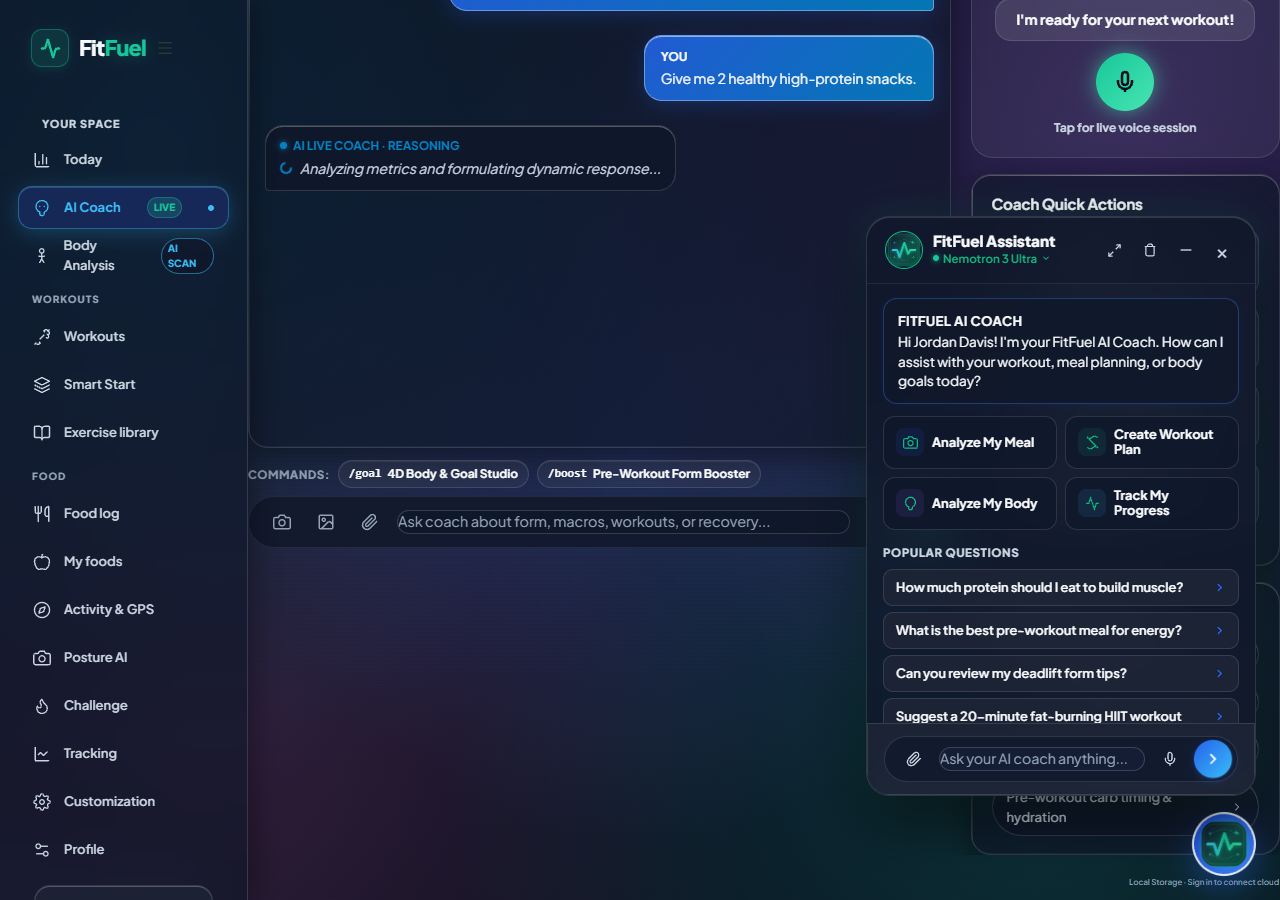 FitFuel
YOUR SPACE
Today
AI Coach LIVE
Body Analysis
AI SCAN
WORKOUTS
Workouts
Smart Start
Exercise library
FOOD
Food log
My foods
Activity & GPS
Posture AI
Challenge
Tracking
Customization
Profile
YOU
Give me 2 healthy high-protein snacks.
AI LIVE COACH · REASONING
Analyzing metrics and formulating dynamic response...
COMMANDS: /goal 4D Body & Goal Studio /boost Pre-Workout Form Booster
Ask coach about form, macros, workouts, or recovery...
I'm ready for your next workout!
Tap for live voice session
Coach Quick Actions
FitFuel Assistant
Nemotron 3 Ultra
FITFUEL AI COACH
Hi Jordan Davis! I'm your FitFuel AI Coach. How can I
assist with your workout, meal planning, or body
goals today?
Analyze My Meal
Create Workout
Plan
Analyze My Body
Track My
Progress
POPULAR QUESTIONS
How much protein should I eat to build muscle?
What is the best pre-workout meal for energy?
Can you review my deadlift form tips?
Suggest a 20-minute fat-burning HIIT workout
Ask your AI coach anything...
Pre-workout carb timing &
hydration
Local Storage · Sign in to connect cloud